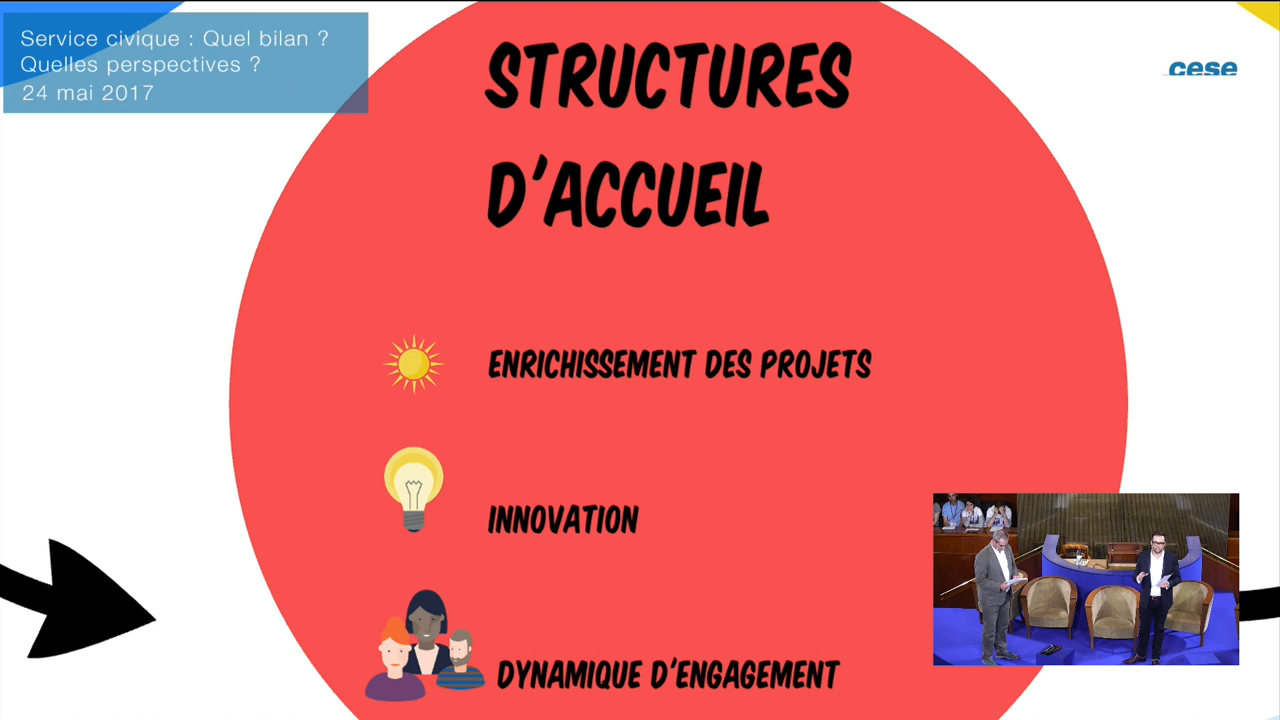 Service civique : Quel bilan ?
Quelles perspectives ?
24 mai 2017
cese
STRUCTURES
D'ACCUEIL
ENRICHISSEMENT DES PROJETS
INNOVATION
DYNAMIQUE D'ENGAGEMENT